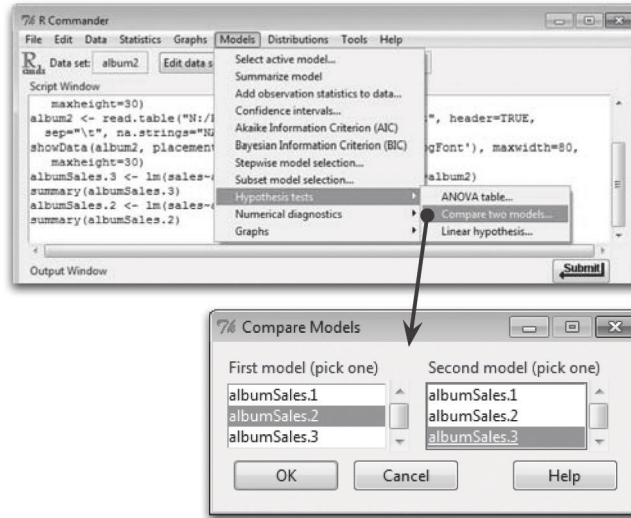 R Commander
File Edit Data Statistics Graphs Models Distributions Tools Help
R Data set: album2 Edit data s
cmdr
Script Window
maxheight=30)
album2 <- read.table("N:/ ", header=TRUE,
sep="\t", na.strings="N
showData(album2, placement ogFont'), maxwidth=80,
maxheight=30)
albumSales.3 <- lm(sales~ =album2)
summary(albumSales.3)
albumSales.2 <- lm(sales~
summary(albumSales.2)
Select active model...
Summarize model
Add observation statistics to data...
Confidence intervals...
Akaike Information Criterion (AIC)
Bayesian Information Criterion (BIC)
Stepwise model selection...
Subset model selection...
Hypothesis tests
Numerical diagnostics
Graphs
ANOVA table...
Compare two models...
Linear hypothesis...
Output Window
Submit
Compare Models
First model (pick one) Second model (pick one)
albumSales.1 albumSales.1
albumSales.2 albumSales.2
albumSales.3 albumSales.3
OK Cancel Help